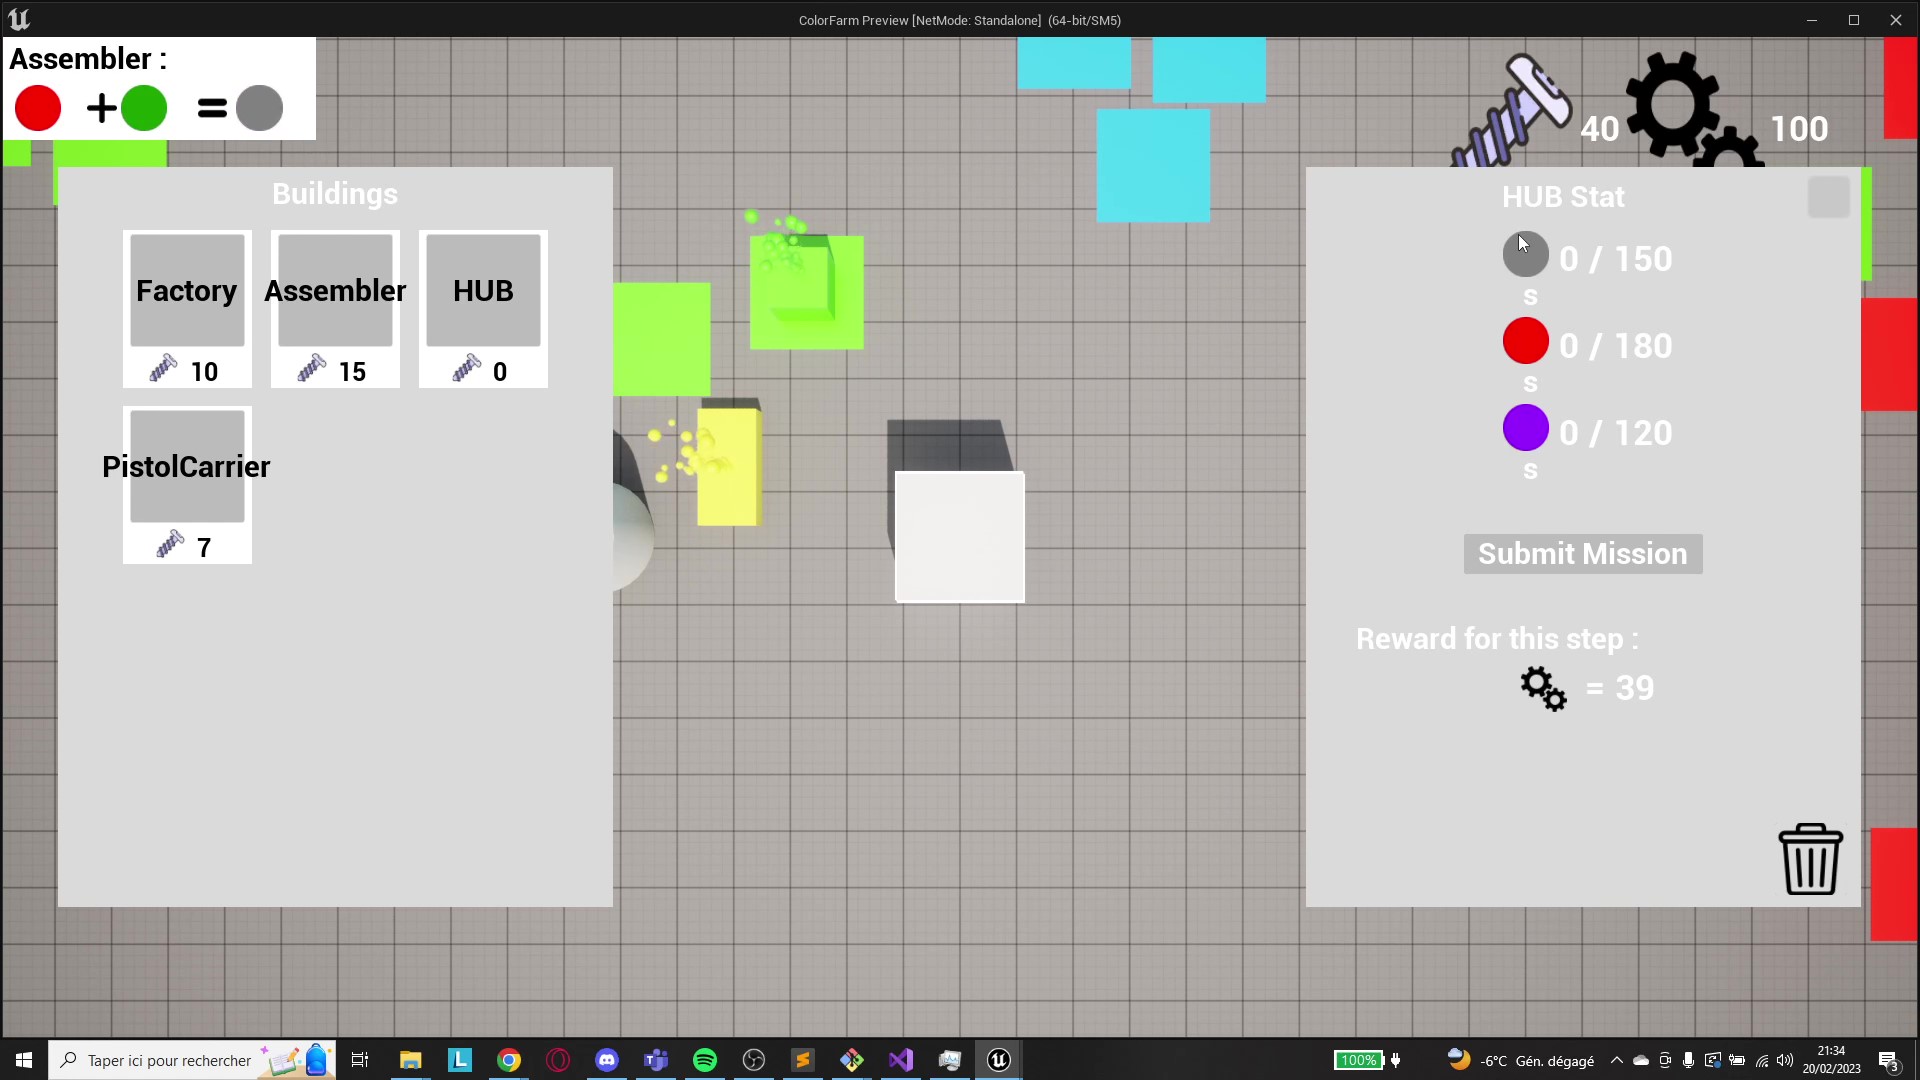 ColorFarm Preview [NetMode: Standalone] (64-bit/SM5)
Assembler :
+ =
40
100
Buildings
Factory
Assembler
HUB
10
15
0
PistolCarrier
7
HUB Stat
0 / 150
s
0 / 180
s
0 / 120
s
Submit Mission
Reward for this step :
= 39
Taper ici pour rechercher
L
100%
-6°C Gén. dégagé
21:34
20/02/2023
3